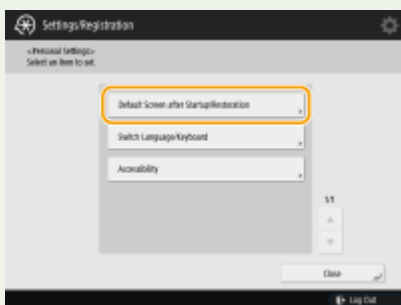 Settings/Registration
<Personal Settings>
Select an item to set.
Default Screen after Startup/Restoration
Switch Language/Keyboard
Accessibility
1/1
Close
Log Out